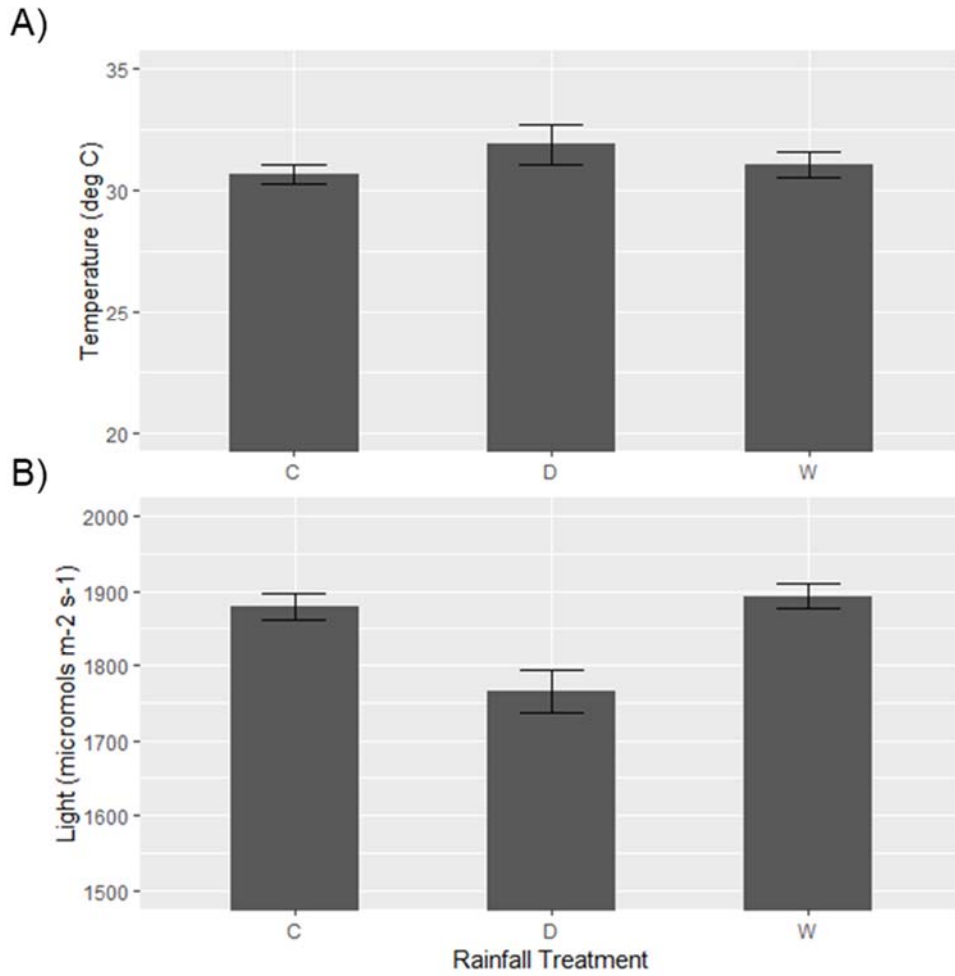 A)
Temperature (deg C)
35
30
25
20
C D W
B)
Light (micromols m-2 s-1)
2000
1900
1800
1700
1600
1500
C D W
Rainfall Treatment